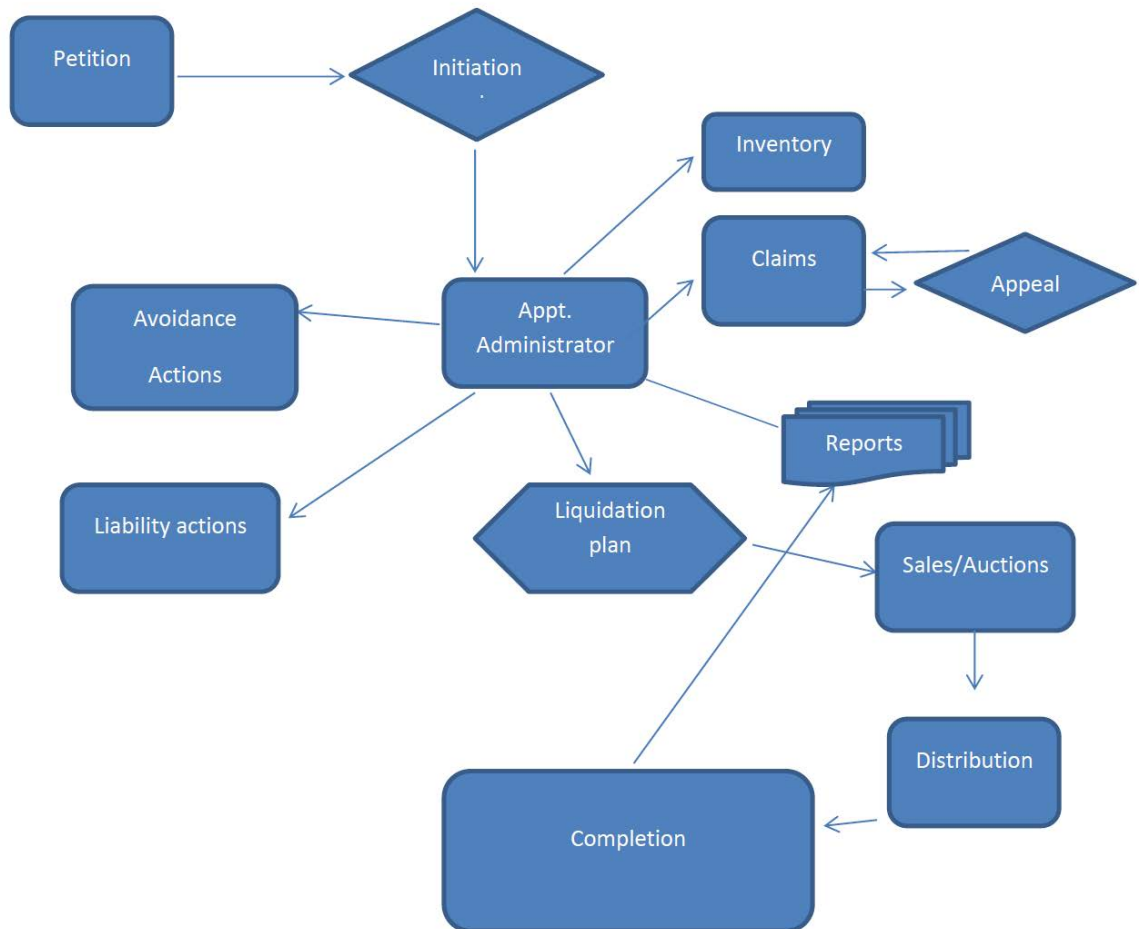 Petition
Initiation
.
Inventory
Claims
Appeal
Avoidance
Actions
Appt.
Administrator
Reports
Liability actions
Liquidation
plan
Sales/Auctions
Distribution
Completion